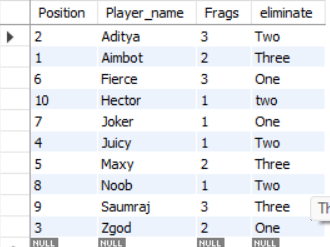 Position Player_name Frags eliminate
2 Aditya 3 Two
1 Aimbot 2 Three
6 Fierce 3 One
10 Hector 1 two
7 Joker 1 One
4 Juicy 1 Two
5 Maxy 2 Three
8 Noob 1 Two
9 Saumraj 3 Three
3 Zgod 2 One
NULL NULL NULL NULL